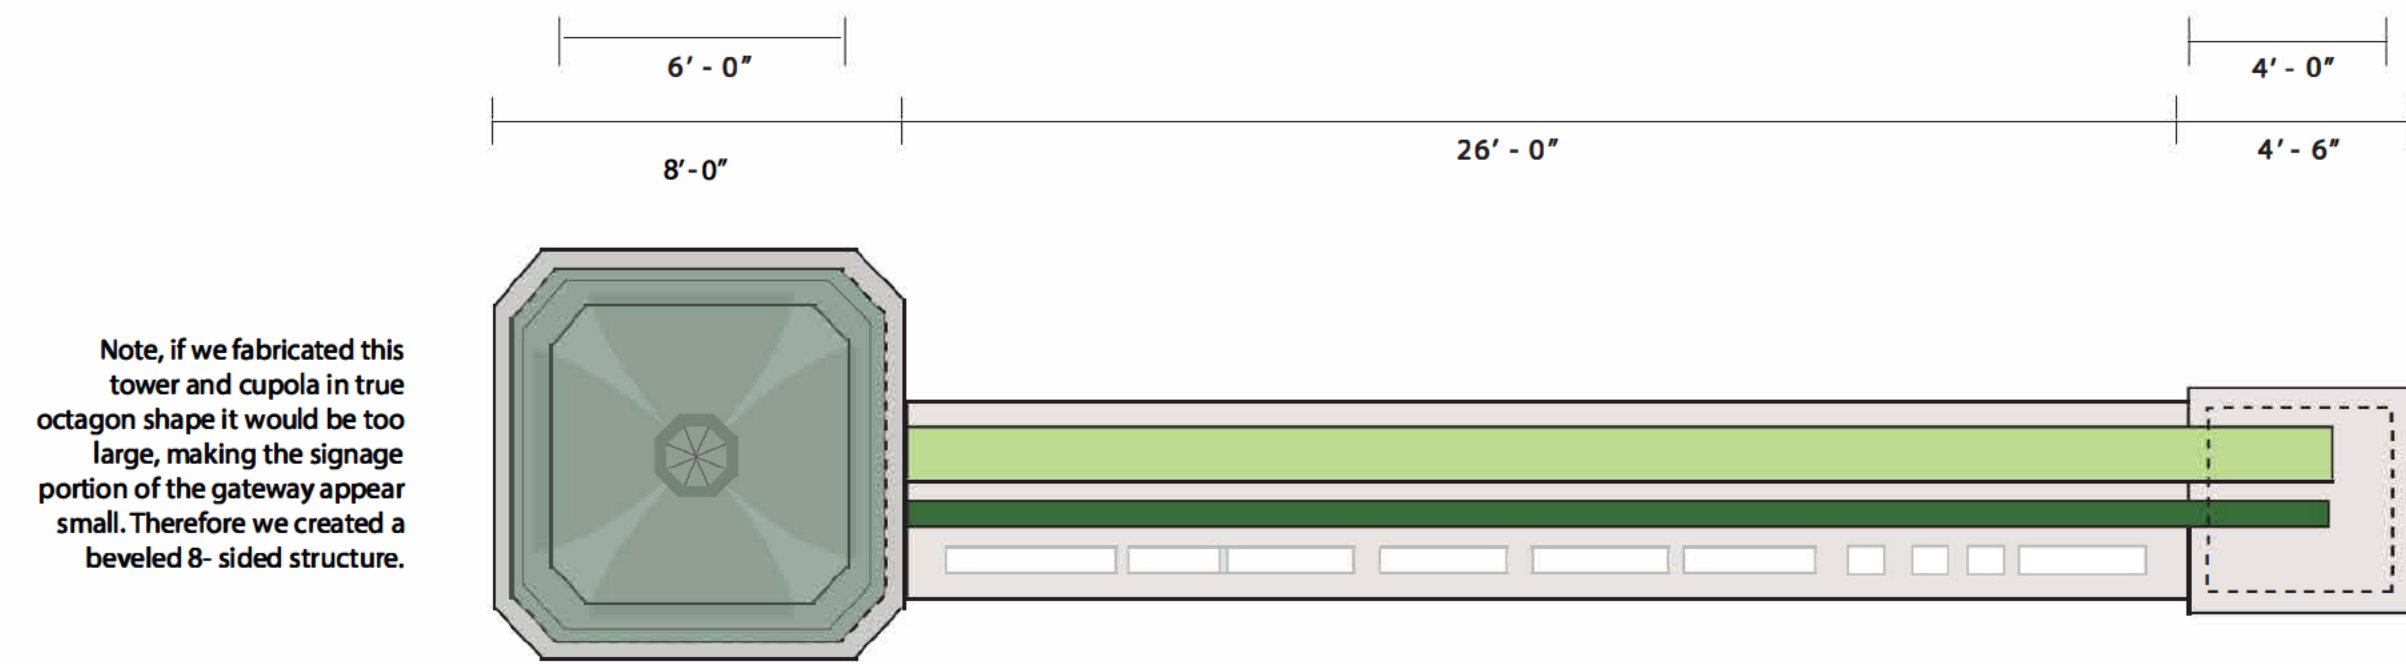 6' - 0"
4' - 0"
8'-0"
26' - 0"
4' - 6"
Note, if we fabricated this
tower and cupola in true
octagon shape it would be too
large, making the signage
portion of the gateway appear
small. Therefore we created a
beveled 8- sided structure.